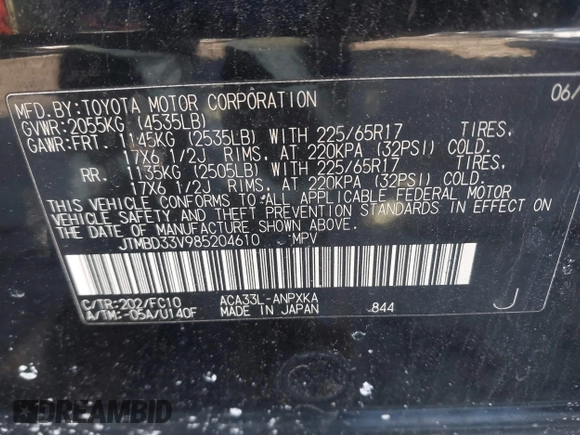 MFD.BY:TOYOTA MOTOR CORPORATION 06/
GVWR:2055KG (4535LB)
GAWR:FRT. 1145KG (2535LB) WITH 225/65R17 TIRES,
17X6 1/2J RIMS, AT 220KPA (32PSI) COLD.
RR. 1135KG (2505LB) WITH 225/65R17 TIRES,
17X6 1/2J RIMS, AT 220KPA (32PSI) COLD.
THIS VEHICLE CONFORMS TO ALL APPLICABLE FEDERAL MOTOR
VEHICLE SAFETY AND THEFT PREVENTION STANDARDS IN EFFECT ON
THE DATE OF MANUFACTURE SHOWN ABOVE.
JTMBD33V985204610 MPV
C/TR:202/FC10 ACA33L-ANPXKA
A/TM:-05A/U140F MADE IN JAPAN 844 J
DREAMBID